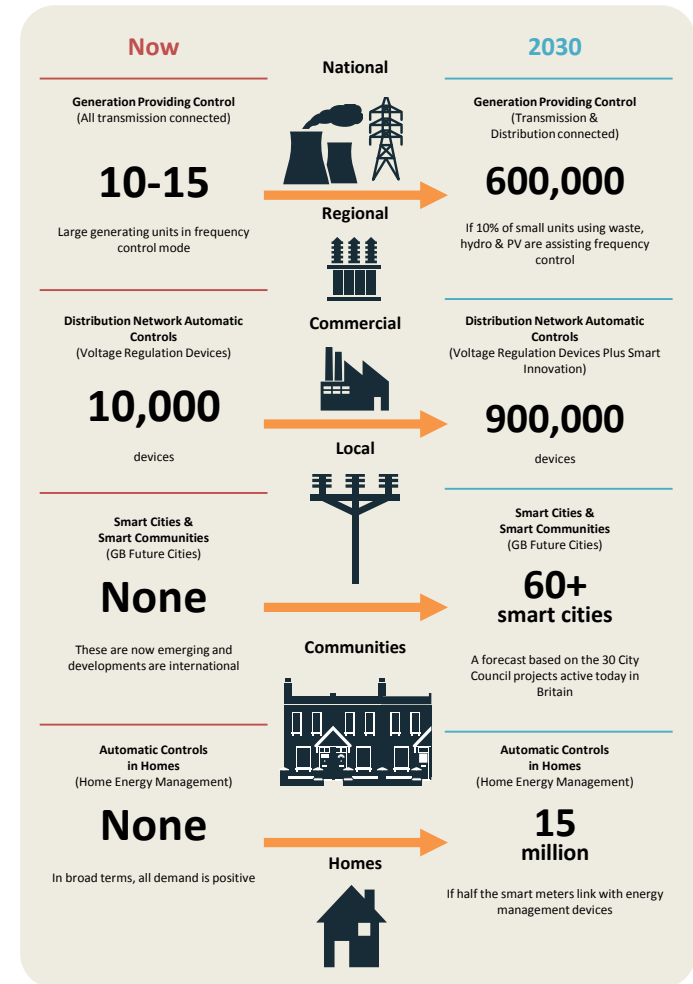 Now
National
2030
Generation Providing Control
(All transmission connected)
10-15
Large generating units in frequency
control mode
Generation Providing Control
(Transmission &
Distribution connected)
600,000
If 10% of small units using waste,
hydro & PV are assisting frequency
control
Regional
Commercial
Distribution Network Automatic
Controls
(Voltage Regulation Devices)
10,000
devices
Distribution Network Automatic
Controls
(Voltage Regulation Devices Plus Smart
Innovation)
900,000
devices
Local
Smart Cities &
Smart Communities
(GB Future Cities)
None
These are now emerging and
developments are international
Smart Cities &
Smart Communities
(GB Future Cities)
60+
smart cities
A forecast based on the 30 City
Council projects active today in
Britain
Communities
Automatic Controls
in Homes
(Home Energy Management)
None
In broad terms, all demand is positive
Automatic Controls
in Homes
(Home Energy Management)
15
million
If half the smart meters link with energy
management devices
Homes